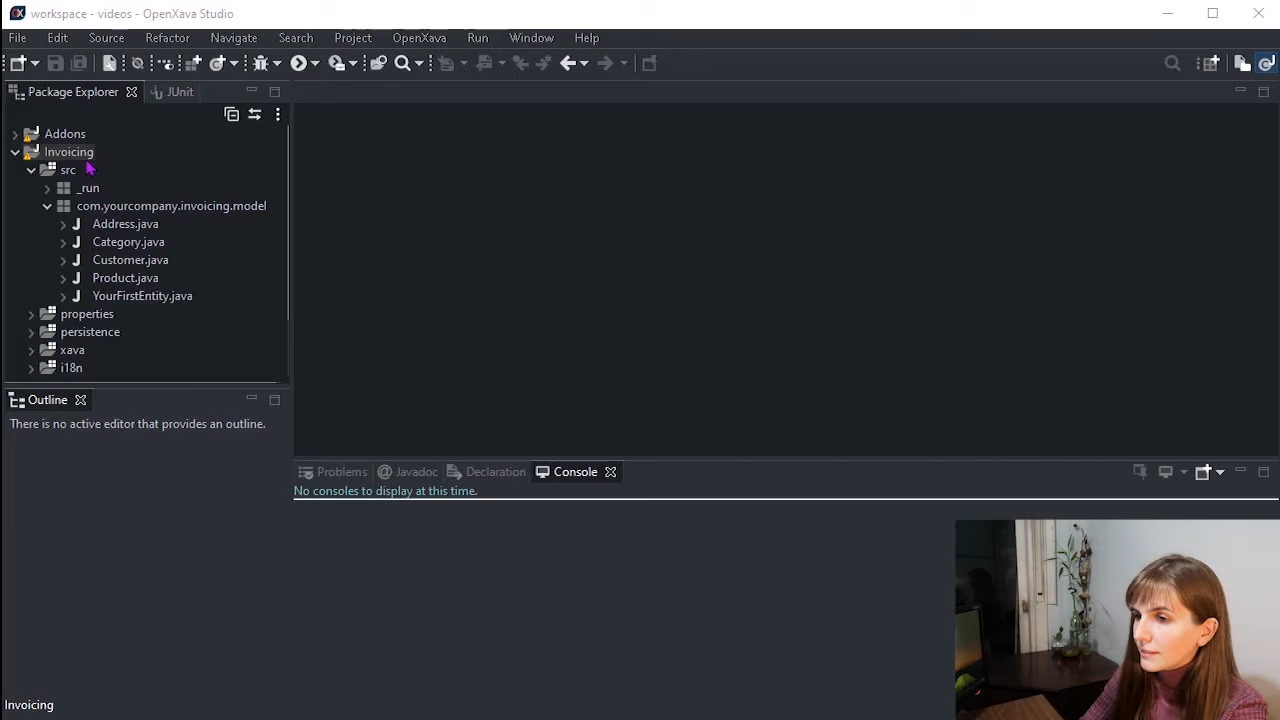 workspace - videos - OpenXava Studio
File Edit Source Refactor Navigate Search Project OpenXava Run Window Help
Package Explorer JUnit
Addons
Invoicing
src
_run
com.yourcompany.invoicing.model
Address.java
Category.java
Customer.java
Product.java
YourFirstEntity.java
properties
persistence
xava
i18n
Outline
There is no active editor that provides an outline.
Problems Javadoc Declaration Console
No consoles to display at this time.
Invoicing